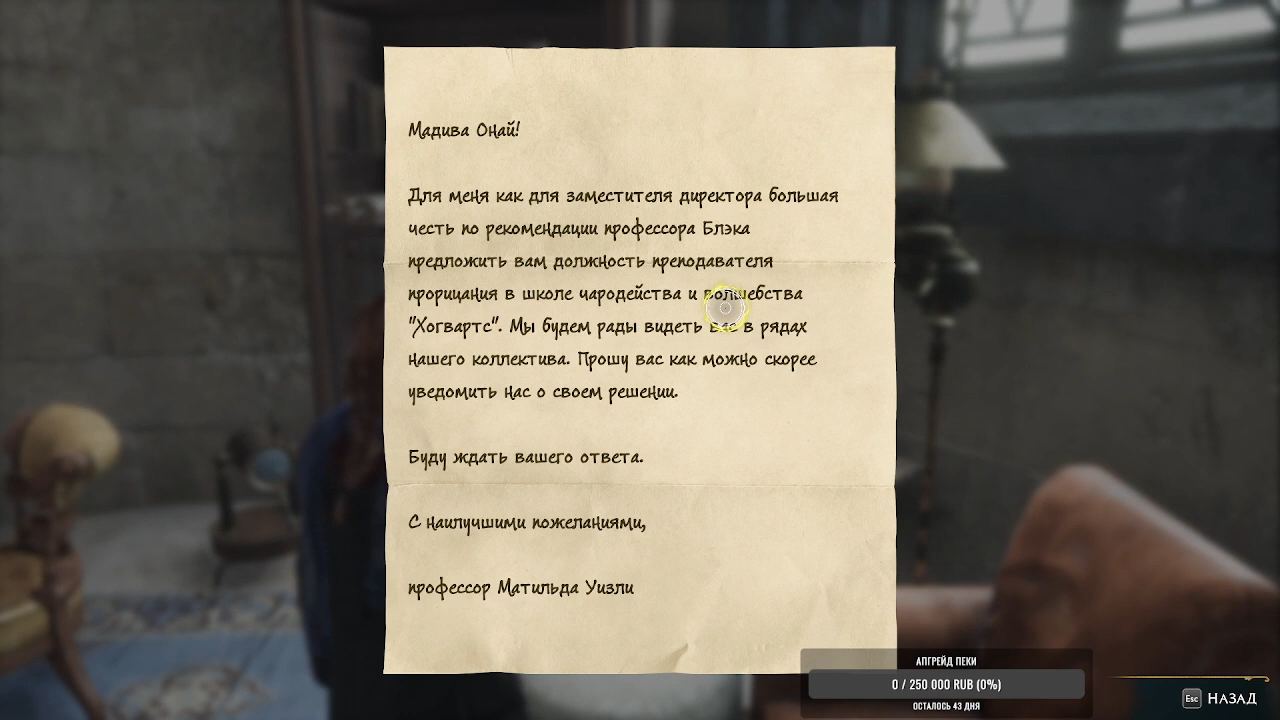 Мадива Онай!
Для меня как для заместителя директора большая
честь по рекомендации профессора Блэка
предложить вам должность преподавателя
прорицания в школе чародейства и волшебства
"Хогвартс". Мы будем рады видеть вас в рядах
нашего коллектива. Прошу вас как можно скорее
уведомить нас о своем решении.
Буду ждать вашего ответа.
С наилучшими пожеланиями,
профессор Матильда Уизли
АПГРЕЙД ПЕКИ
0 / 250 000 RUB (0%)
ОСТАЛОСЬ 43 ДНЯ
Esc НАЗАД